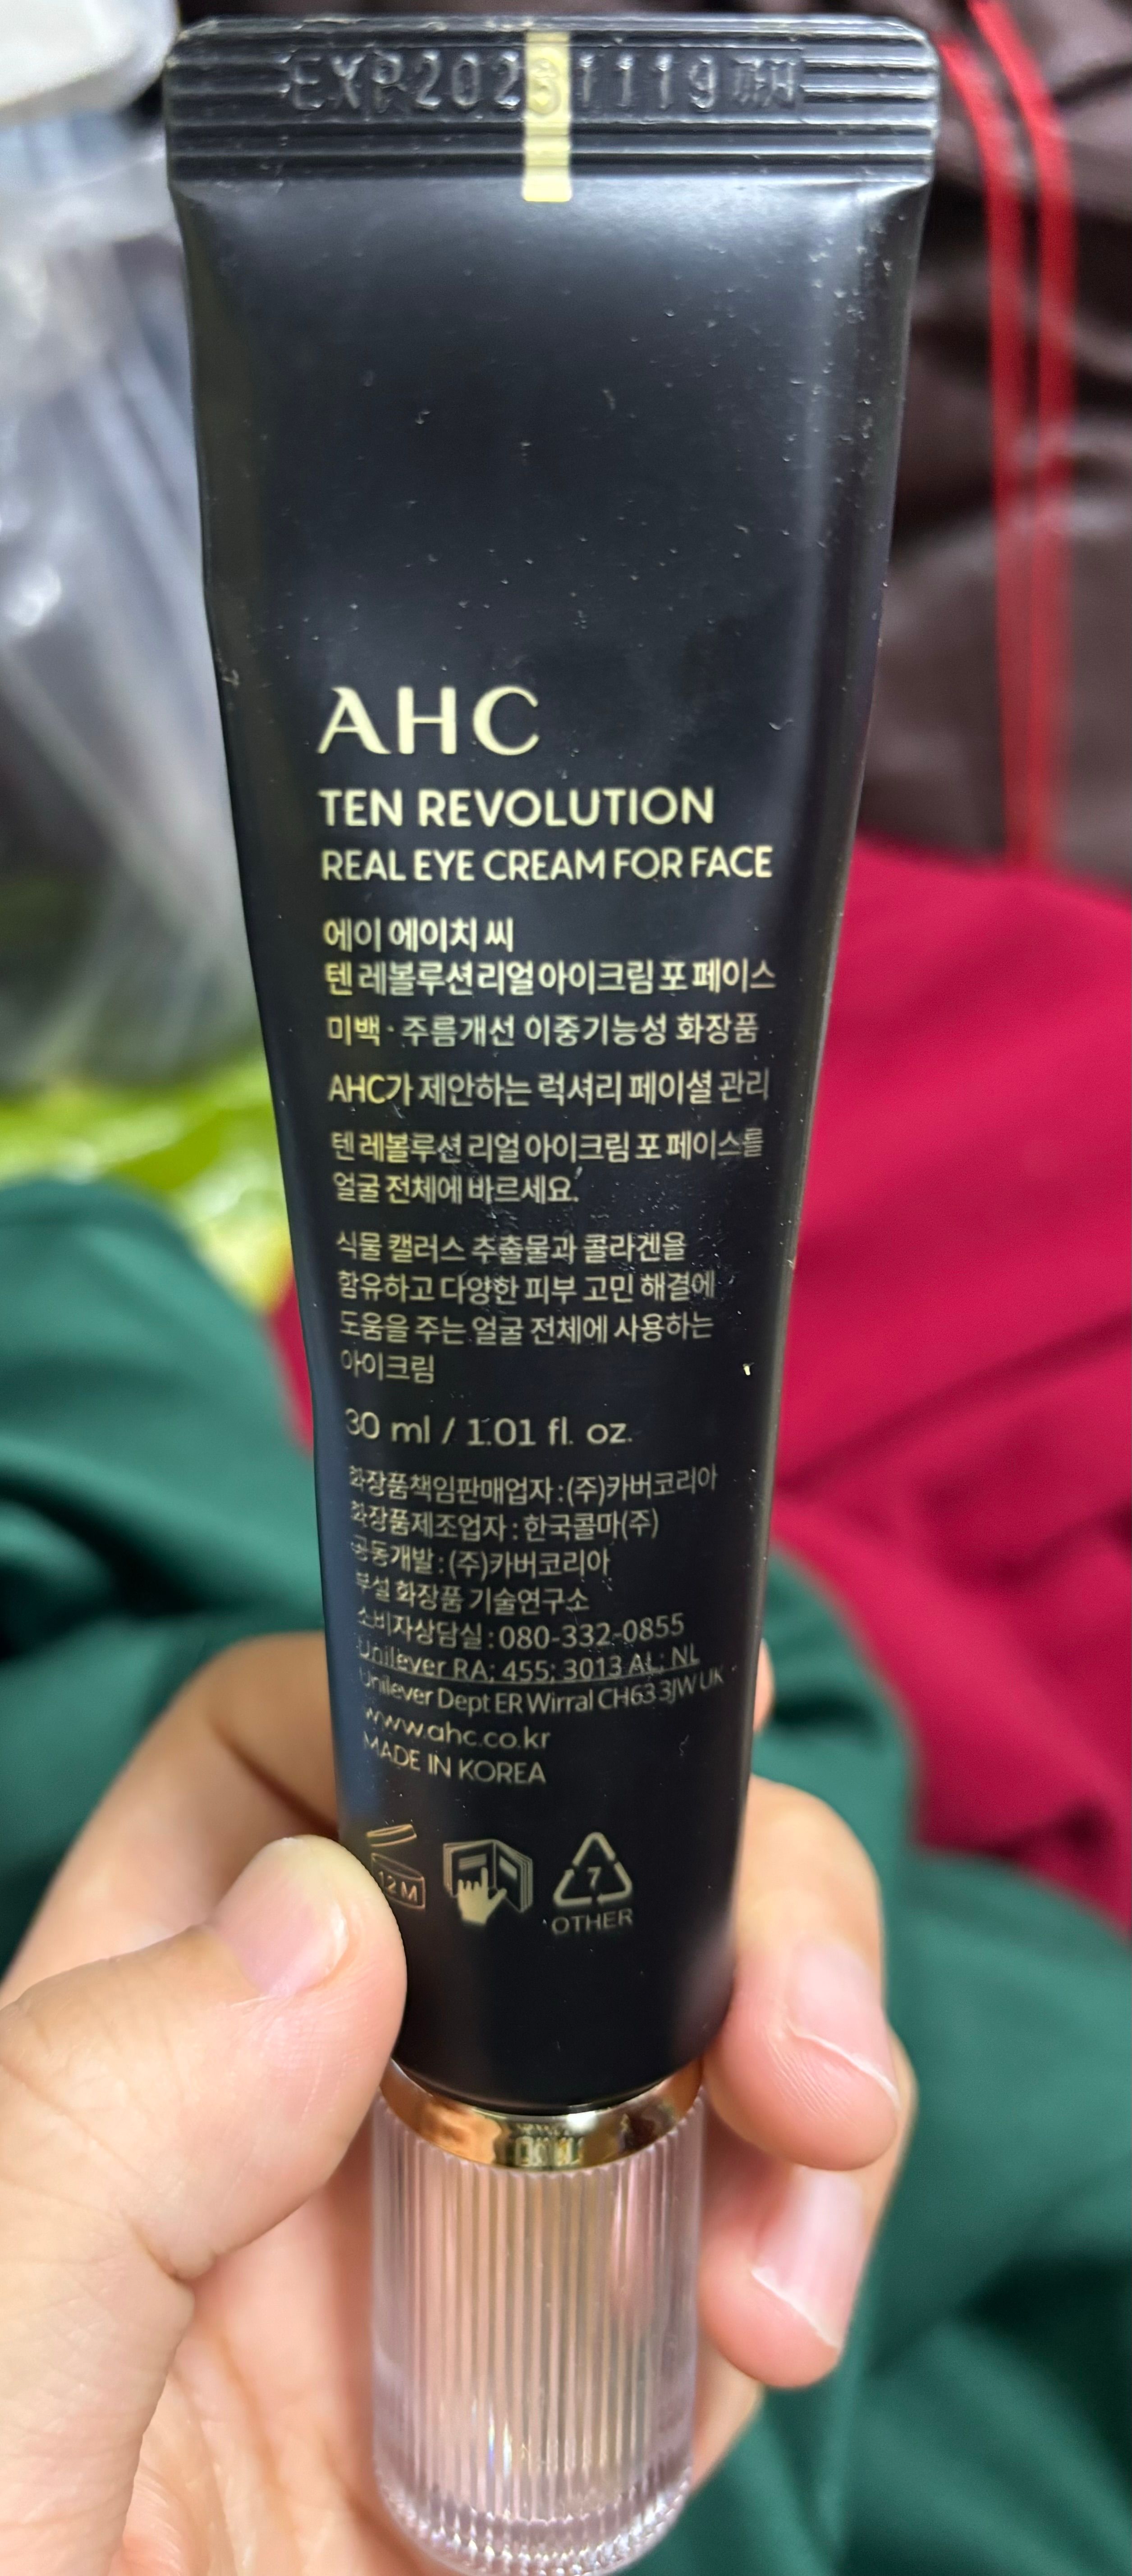 AHC
TEN REVOLUTION
REAL EYE CREAM FOR FACE
에이 에이치 씨
텐 레볼루션 리얼 아이크림 포 페이스
미백 · 주름개선 이중기능성 화장품
AHC가 제안하는 럭셔리 페이셜 관리
텐 레볼루션 리얼 아이크림 포 페이스를
얼굴 전체에 바르세요.
식물 캘러스 추출물과 콜라겐을
함유하고 다양한 피부 고민 해결에
도움을 주는 얼굴 전체에 사용하는
아이크림
30 ml / 1.01 fl. oz.
화장품책임판매업자 : (주)카버코리아
화장품제조업자 : 한국콜마(주)
공동개발 : (주)카버코리아
부설 화장품 기술연구소
소비자상담실 : 080-332-0855
Unilever RA; 455; 3013 AL; NL
Unilever Dept ER Wirral CH63 3JW UK
www.ahc.co.kr
MADE IN KOREA
12 M
7
OTHER